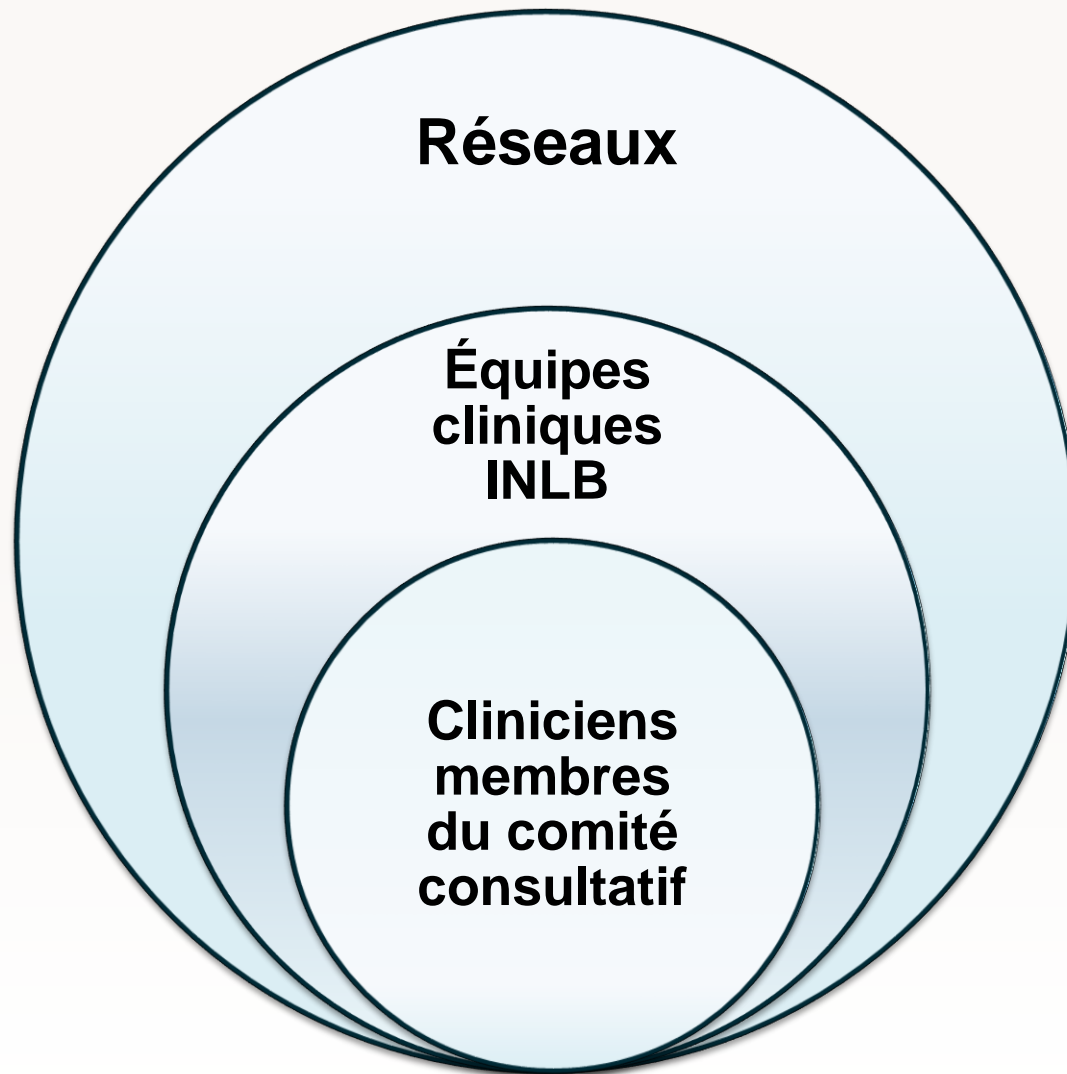 Réseaux
Équipes
cliniques
INLB
Cliniciens
membres
du comité
consultatif